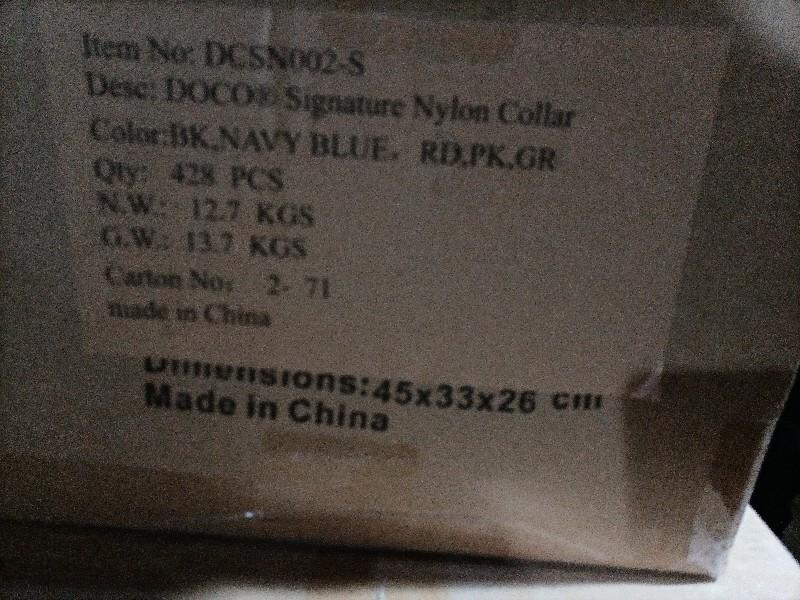 Item No: DCSN002-S
Desc: DOCO® Signature Nylon Collar
Color:BK,NAVY BLUE, RD,PK,GR
Qty: 428 PCS
N.W.: 12.7 KGS
G.W.: 13.7 KGS
Carton No: 2- 71
made in China
Dimensions:45x33x26 cm
Made in China